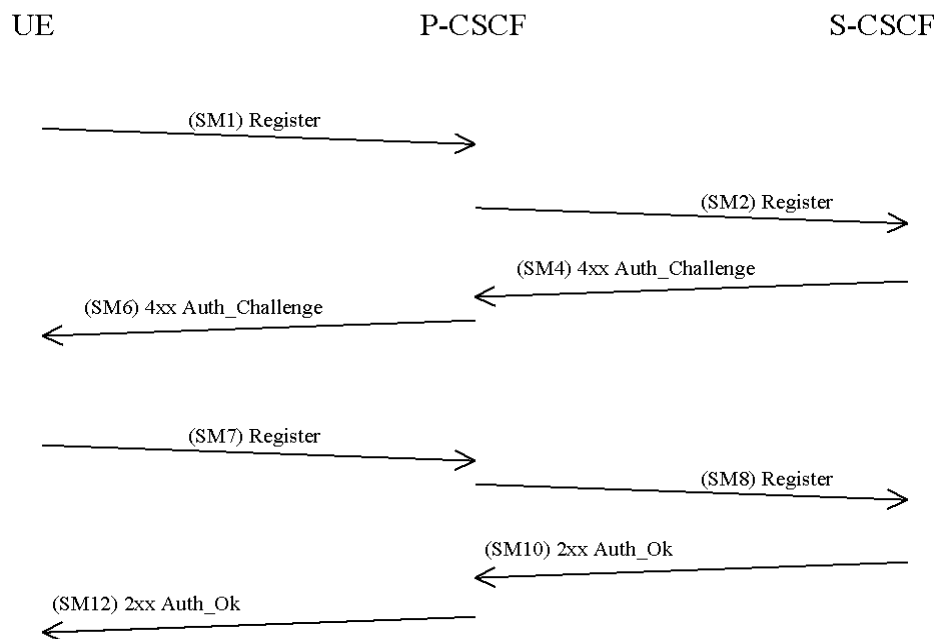 UE P-CSCF S-CSCF
(SM1) Register
(SM2) Register
(SM4) 4xx Auth_Challenge
(SM6) 4xx Auth_Challenge
(SM7) Register
(SM8) Register
(SM10) 2xx Auth_Ok
(SM12) 2xx Auth_Ok